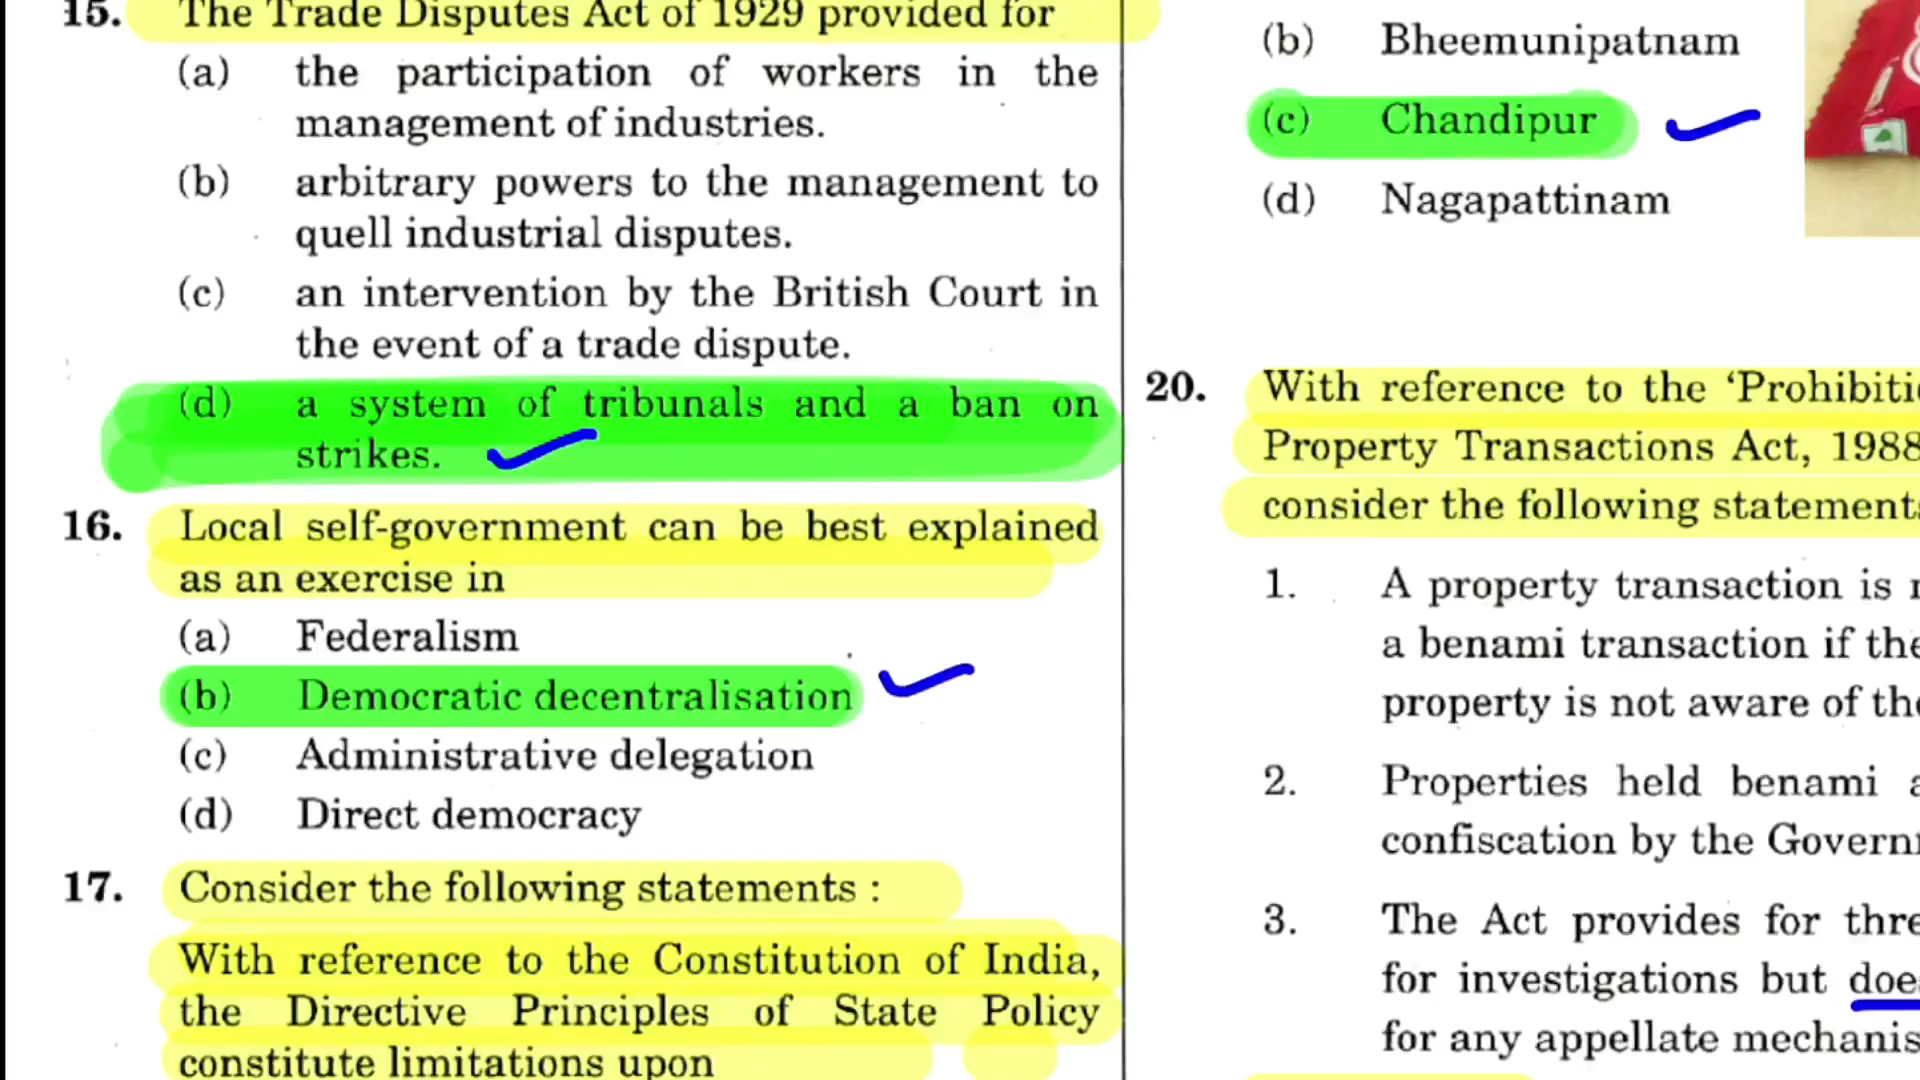 15. The Trade Disputes Act of 1929 provided for
(a) the participation of workers in the
management of industries.
(b) arbitrary powers to the management to
quell industrial disputes.
(c) an intervention by the British Court in
the event of a trade dispute.
(d) a system of tribunals and a ban on
strikes.
16. Local self-government can be best explained
as an exercise in
(a) Federalism
(b) Democratic decentralisation
(c) Administrative delegation
(d) Direct democracy
17. Consider the following statements :
With reference to the Constitution of India,
the Directive Principles of State Policy
constitute limitations upon
(b) Bheemunipatnam
(c) Chandipur
(d) Nagapattinam
20. With reference to the ‘Prohibiti
Property Transactions Act, 1988
consider the following statement
1. A property transaction is
a benami transaction if the
property is not aware of the
2. Properties held benami
confiscation by the Govern
3. The Act provides for thre
for investigations but doe
for any appellate mechanis